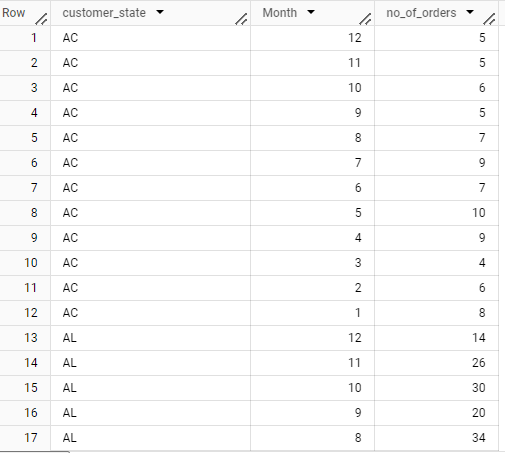 Row customer_state Month no_of_orders
1 AC 12 5
2 AC 11 5
3 AC 10 6
4 AC 9 5
5 AC 8 7
6 AC 7 9
7 AC 6 7
8 AC 5 10
9 AC 4 9
10 AC 3 4
11 AC 2 6
12 AC 1 8
13 AL 12 14
14 AL 11 26
15 AL 10 30
16 AL 9 20
17 AL 8 34